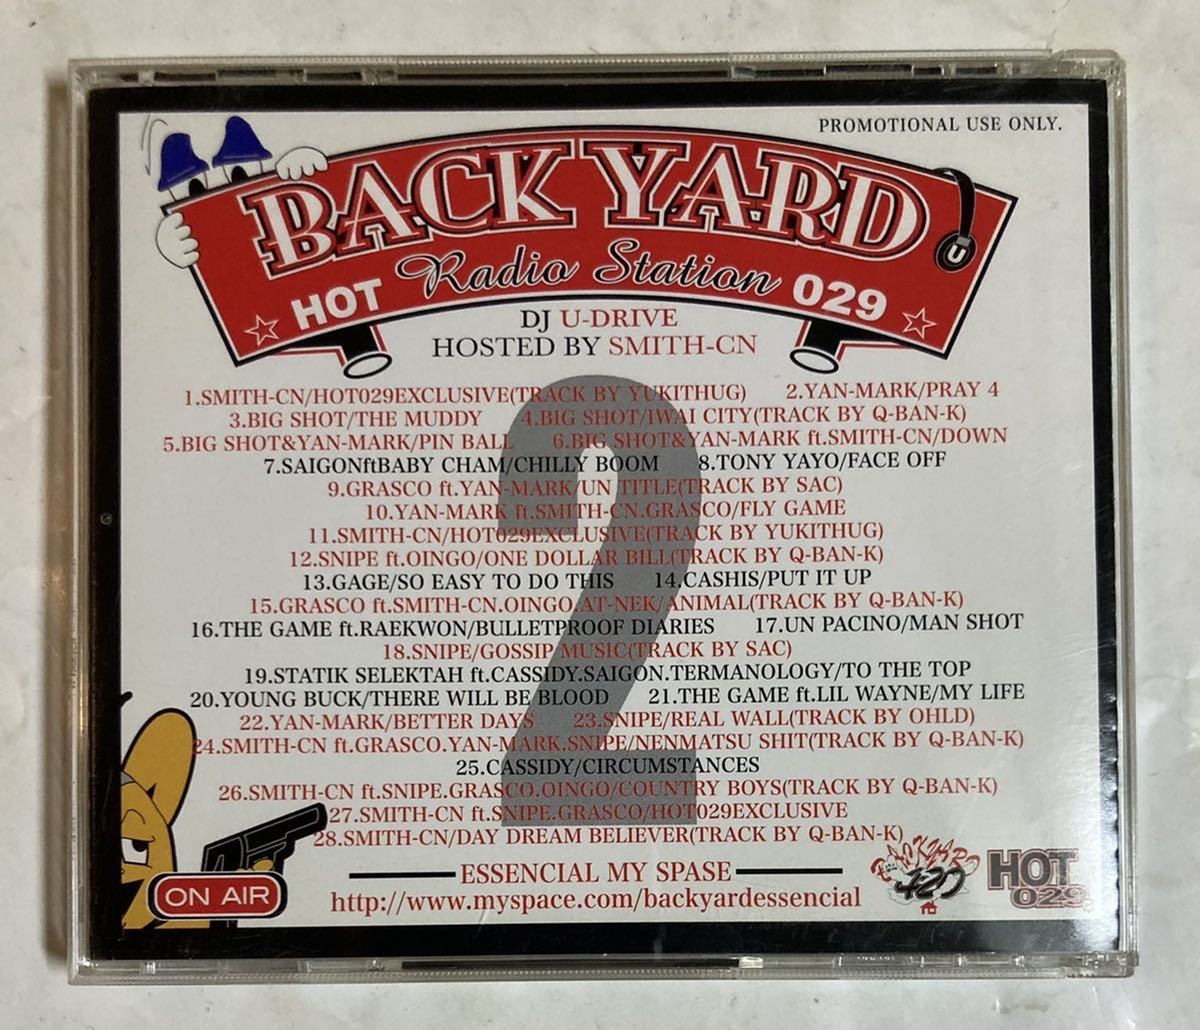 PROMOTIONAL USE ONLY.
BACK YARD
U
HOT Radio Station 029
DJ U-DRIVE
HOSTED BY SMITH-CN
2
1.SMITH-CN/HOT029EXCLUSIVE(TRACK BY YUKITHUG) 2.YAN-MARK/PRAY 4
3.BIG SHOT/THE MUDDY 4.BIG SHOT/IWAI CITY(TRACK BY Q-BAN-K)
5.BIG SHOT&YAN-MARK/PIN BALL 6.BIG SHOT&YAN-MARK ft.SMITH-CN/DOWN
7.SAIGONftBABY CHAM/CHILLY BOOM 8.TONY YAYO/FACE OFF
9.GRASCO ft.YAN-MARK/UN TITLE(TRACK BY SAC)
10.YAN-MARK ft.SMITH-CN.GRASCO/FLY GAME
11.SMITH-CN/HOT029EXCLUSIVE(TRACK BY YUKITHUG)
12.SNIPE ft.OINGO/ONE DOLLAR BILL(TRACK BY Q-BAN-K)
13.GAGE/SO EASY TO DO THIS 14.CASHIS/PUT IT UP
15.GRASCO ft.SMITH-CN.OINGO.AT-NEK/ANIMAL(TRACK BY Q-BAN-K)
16.THE GAME ft.RAEKWON/BULLETPROOF DIARIES 17.UN PACINO/MAN SHOT
18.SNIPE/GOSSIP MUSIC(TRACK BY SAC)
19.STATIK SELEKTAH ft.CASSIDY.SAIGON.TERMANOLOGY/TO THE TOP
20.YOUNG BUCK/THERE WILL BE BLOOD 21.THE GAME ft.LIL WAYNE/MY LIFE
22.YAN-MARK/BETTER DAYS 23.SNIPE/REAL WALL(TRACK BY OHLD)
24.SMITH-CN ft.GRASCO.YAN-MARK.SNIPE/NENMATSU SHIT(TRACK BY Q-BAN-K)
25.CASSIDY/CIRCUMSTANCES
26.SMITH-CN ft.SNIPE.GRASCO.OINGO/COUNTRY BOYS(TRACK BY Q-BAN-K)
27.SMITH-CN ft.SNIPE.GRASCO/HOT029EXCLUSIVE
28.SMITH-CN/DAY DREAM BELIEVER(TRACK BY Q-BAN-K)
ESSENCIAL MY SPASE
http://www.myspace.com/backyardessencial
ON AIR
BACKYARD
420
HOT
029